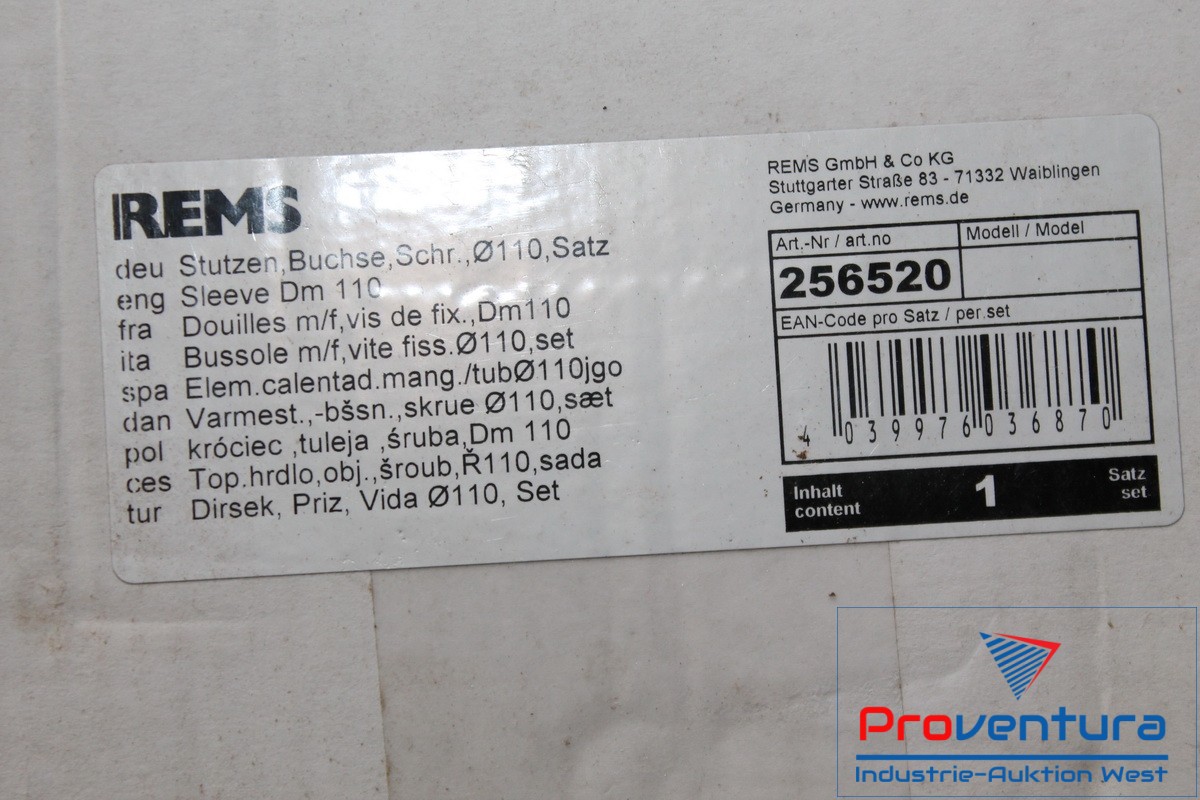 REMS
deu Stutzen,Buchse,Schr.,Ø110,Satz
eng Sleeve Dm 110
fra Douilles m/f,vis de fix.,Dm110
ita Bussole m/f,vite fiss.Ø110,set
spa Elem.calentad.mang./tubØ110jgo
dan Varmest.,-bšsn.,skrue Ø110,sæt
pol króciec ,tuleja ,śruba,Dm 110
ces Top.hrdlo,obj.,šroub,Ř110,sada
tur Dirsek, Priz, Vida Ø110, Set
REMS GmbH & Co KG
Stuttgarter Straße 83 - 71332 Waiblingen
Germany - www.rems.de
Art.-Nr / art.no
Modell / Model
256520
EAN-Code pro Satz / per set
4 039976 036870
Inhalt
content
1
Satz
set
Proventura
Industrie-Auktion West